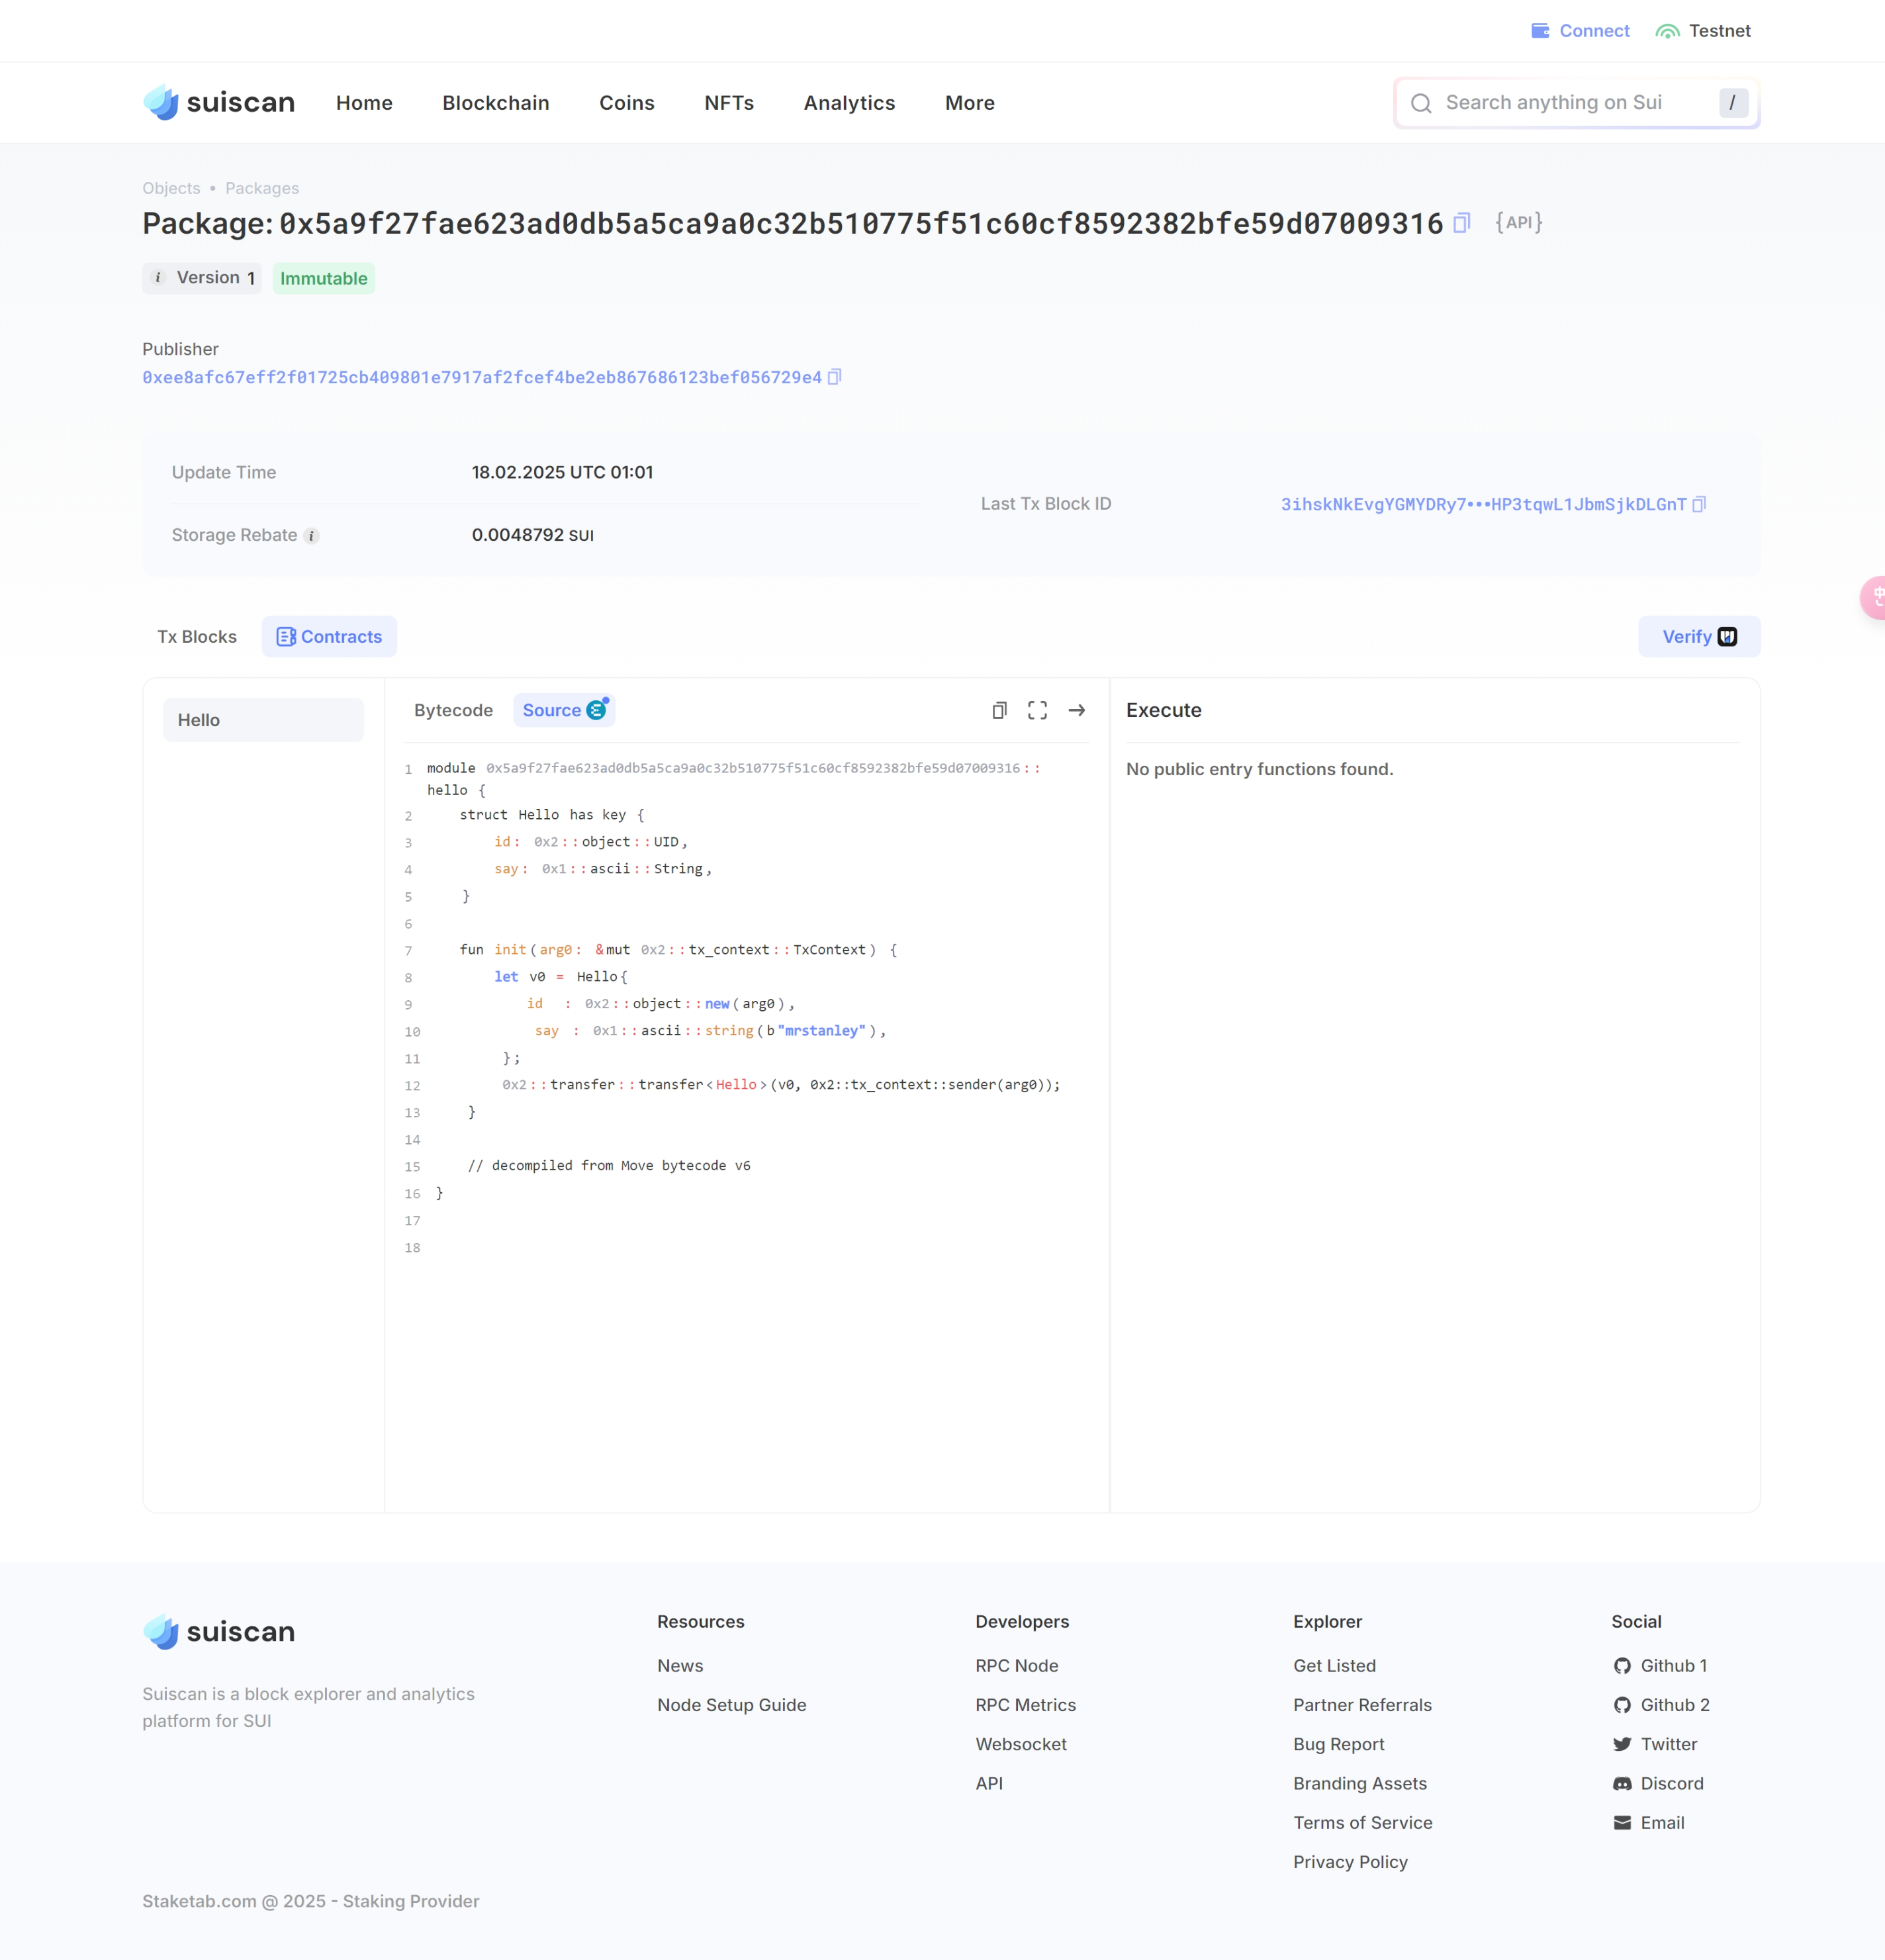 Connect Testnet
suiscan Home Blockchain Coins NFTs Analytics More Search anything on Sui /
Objects • Packages
Package: 0x5a9f27fae623ad0db5a5ca9a0c32b510775f51c60cf8592382bfe59d07009316 {API}
i Version 1 Immutable
Publisher
0xee8afc67eff2f01725cb409801e7917af2fcef4be2eb867686123bef056729e4
Update Time 18.02.2025 UTC 01:01
Last Tx Block ID 3ihskNkEvgYGMYDRy7•••HP3tqwL1JbmSjkDLGnT
Storage Rebate i 0.0048792 SUI
Tx Blocks Contracts Verify
Hello
Bytecode Source
1 module 0x5a9f27fae623ad0db5a5ca9a0c32b510775f51c60cf8592382bfe59d07009316::
hello {
2 struct Hello has key {
3 id: 0x2::object::UID,
4 say: 0x1::ascii::String,
5 }
6
7 fun init(arg0: &mut 0x2::tx_context::TxContext) {
8 let v0 = Hello{
9 id : 0x2::object::new(arg0),
10 say : 0x1::ascii::string(b"mrstanley"),
11 };
12 0x2::transfer::transfer<Hello>(v0, 0x2::tx_context::sender(arg0));
13 }
14
15 // decompiled from Move bytecode v6
16 }
17
18
Execute
No public entry functions found.
suiscan
Suiscan is a block explorer and analytics
platform for SUI
Resources
News
Node Setup Guide
Developers
RPC Node
RPC Metrics
Websocket
API
Explorer
Get Listed
Partner Referrals
Bug Report
Branding Assets
Terms of Service
Privacy Policy
Social
Github 1
Github 2
Twitter
Discord
Email
Staketab.com @ 2025 - Staking Provider